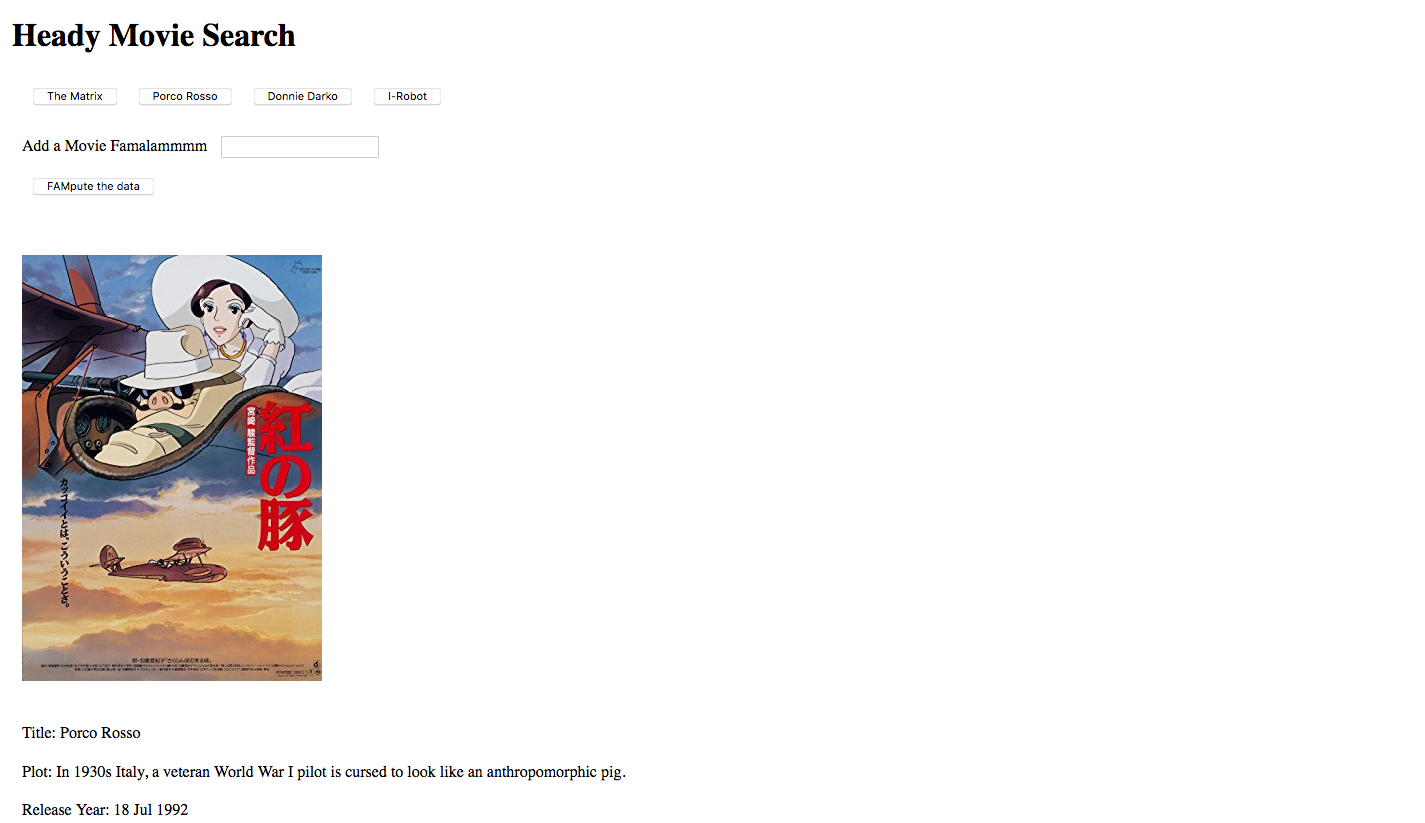 Heady Movie Search
The Matrix
Porco Rosso
Donnie Darko
I-Robot
Add a Movie Famalammmm
FAMpute the data
紅の豚
宮崎 駿監督作品
カッコイイとは、こういうことさ。
Title: Porco Rosso
Plot: In 1930s Italy, a veteran World War I pilot is cursed to look like an anthropomorphic pig.
Release Year: 18 Jul 1992